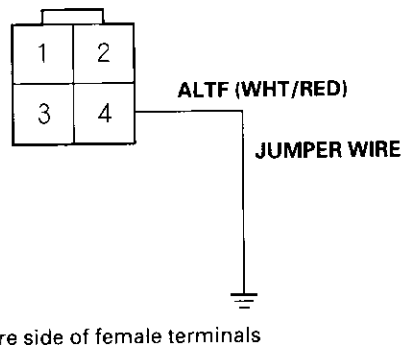 1 2
3 4
ALTF (WHT/RED)
JUMPER WIRE
re side of female terminals